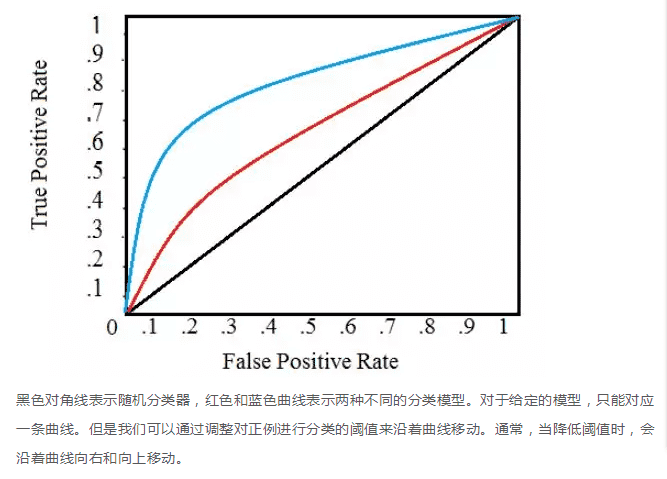 1
.9
.8
.7
.6
.5
.4
.3
.2
.1
True Positive Rate
0 .1 .2 .3 .4 .5 .6 .7 .8 .9 1
False Positive Rate
黑色对角线表示随机分类器，红色和蓝色曲线表示两种不同的分类模型。对于给定的模型，只能对应
一条曲线。但是我们可以通过调整对正例进行分类的阈值来沿着曲线移动。通常，当降低阈值时，会
沿着曲线向右和向上移动。